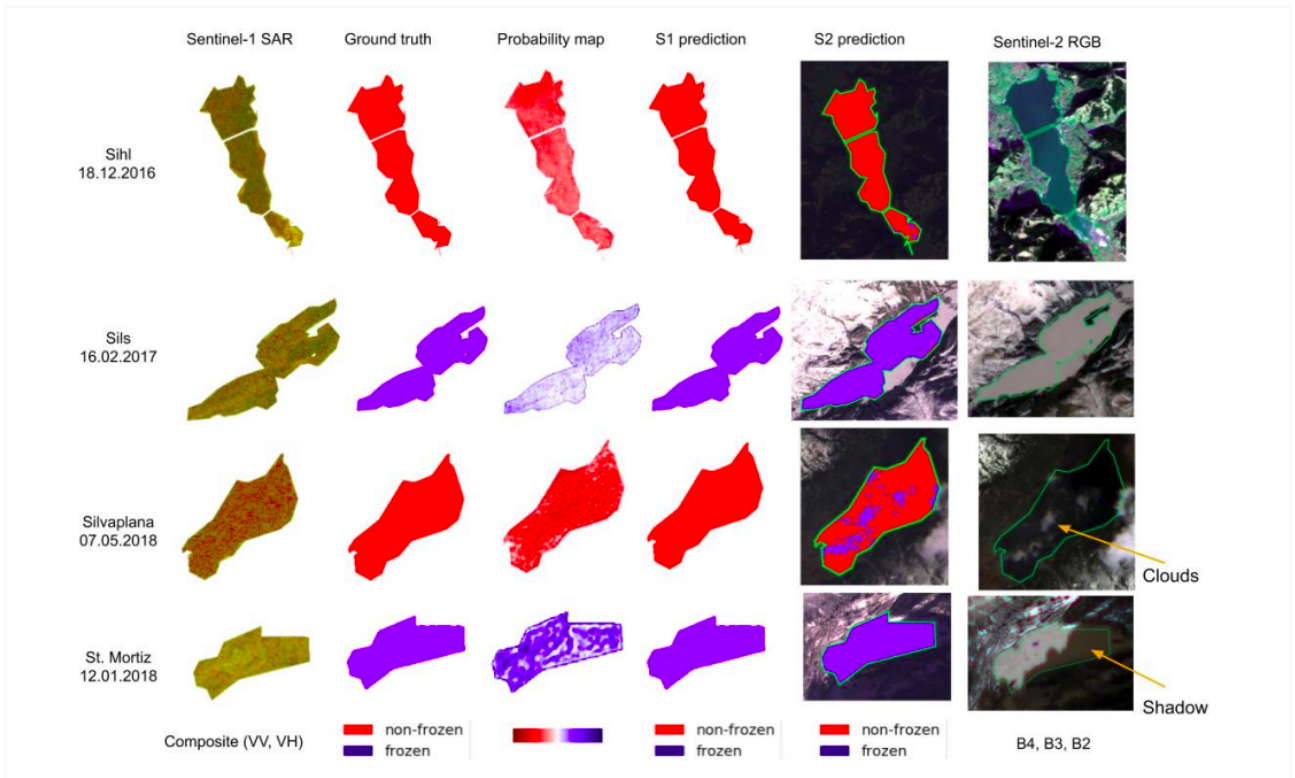 Sentinel-1 SAR Ground truth Probability map S1 prediction S2 prediction Sentinel-2 RGB
Sihl
18.12.2016
Sils
16.02.2017
Silvaplana
07.05.2018
Clouds
St. Mortiz
12.01.2018
Shadow
Composite (VV, VH)
non-frozen
frozen
non-frozen
frozen
non-frozen
frozen
B4, B3, B2